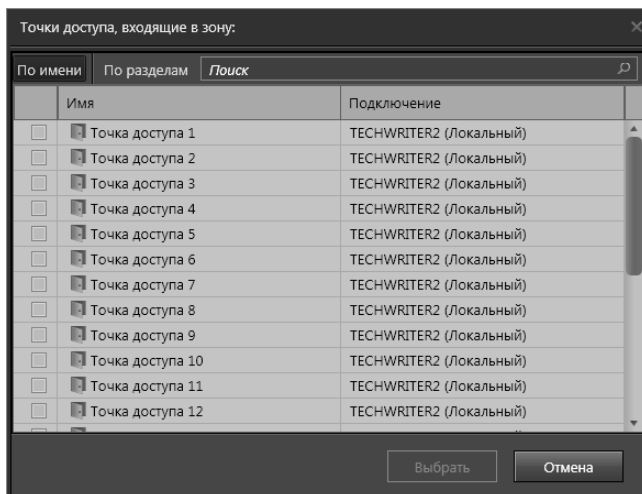 Точки доступа, входящие в зону:
По имени По разделам Поиск
Имя Подключение
Точка доступа 1 TECHWRITER2 (Локальный)
Точка доступа 2 TECHWRITER2 (Локальный)
Точка доступа 3 TECHWRITER2 (Локальный)
Точка доступа 4 TECHWRITER2 (Локальный)
Точка доступа 5 TECHWRITER2 (Локальный)
Точка доступа 6 TECHWRITER2 (Локальный)
Точка доступа 7 TECHWRITER2 (Локальный)
Точка доступа 8 TECHWRITER2 (Локальный)
Точка доступа 9 TECHWRITER2 (Локальный)
Точка доступа 10 TECHWRITER2 (Локальный)
Точка доступа 11 TECHWRITER2 (Локальный)
Точка доступа 12 TECHWRITER2 (Локальный)
Выбрать Отмена